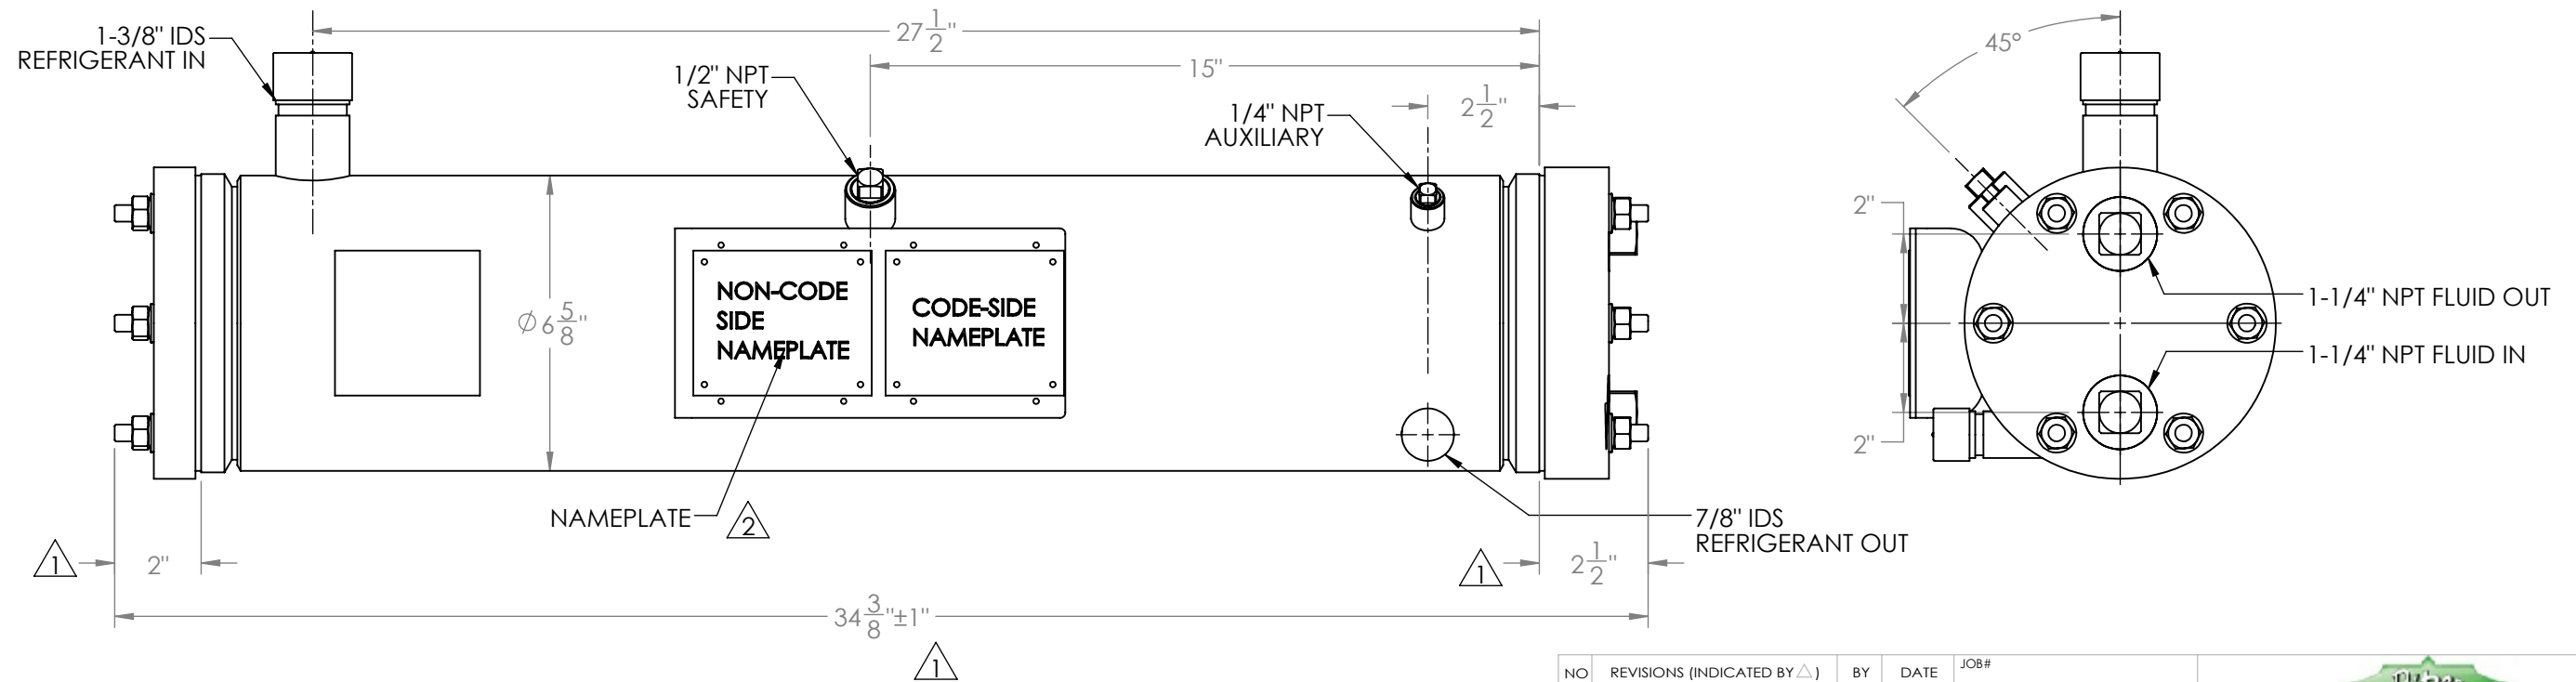 1-3/8" IDS
REFRIGERANT IN
27 1/2"
1/2" NPT
SAFETY
15"
1/4" NPT
AUXILIARY
2 1/2"
45°
NON-CODE
SIDE
NAMEPLATE
CODE-SIDE
NAMEPLATE
Ø6 5/8"
2"
2"
1-1/4" NPT FLUID OUT
1-1/4" NPT FLUID IN
NAMEPLATE
2
7/8" IDS
REFRIGERANT OUT
1
2"
1
2 1/2"
34 3/8"±1"
1
NO REVISIONS (INDICATED BY △) BY DATE JOB#